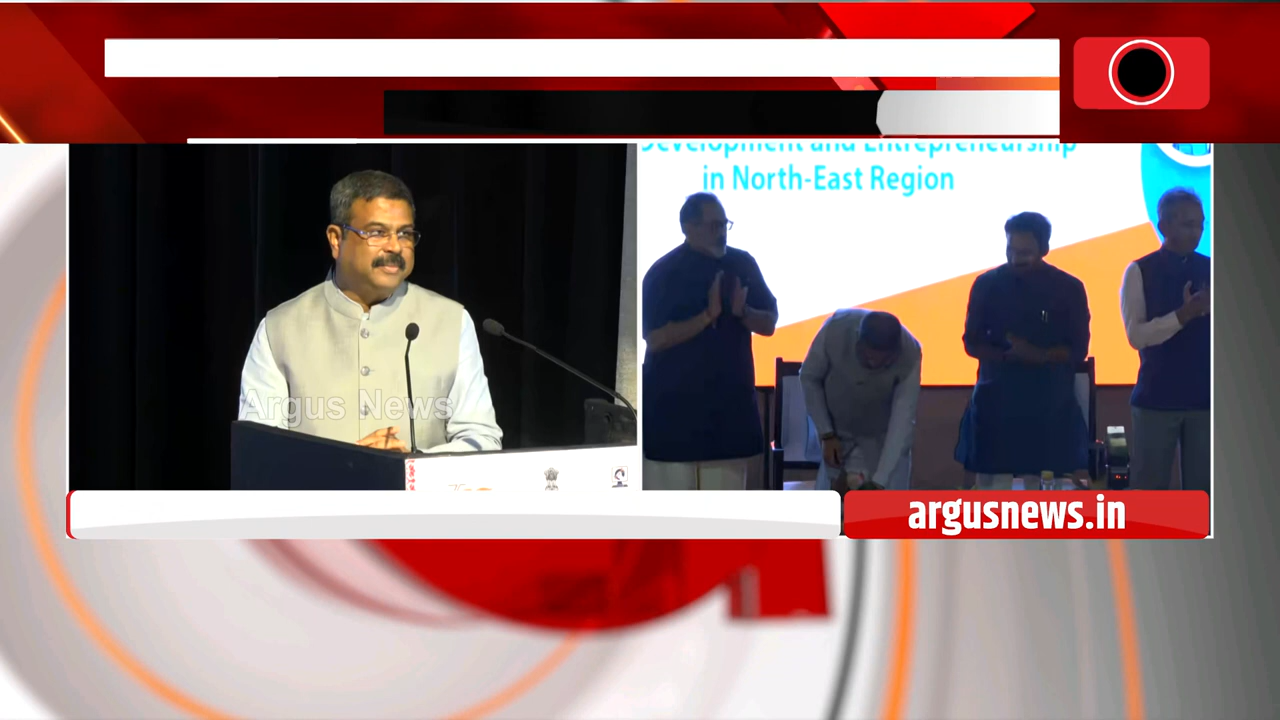 Development and Entrepreneurship
in North-East Region
Argus News
argusnews.in